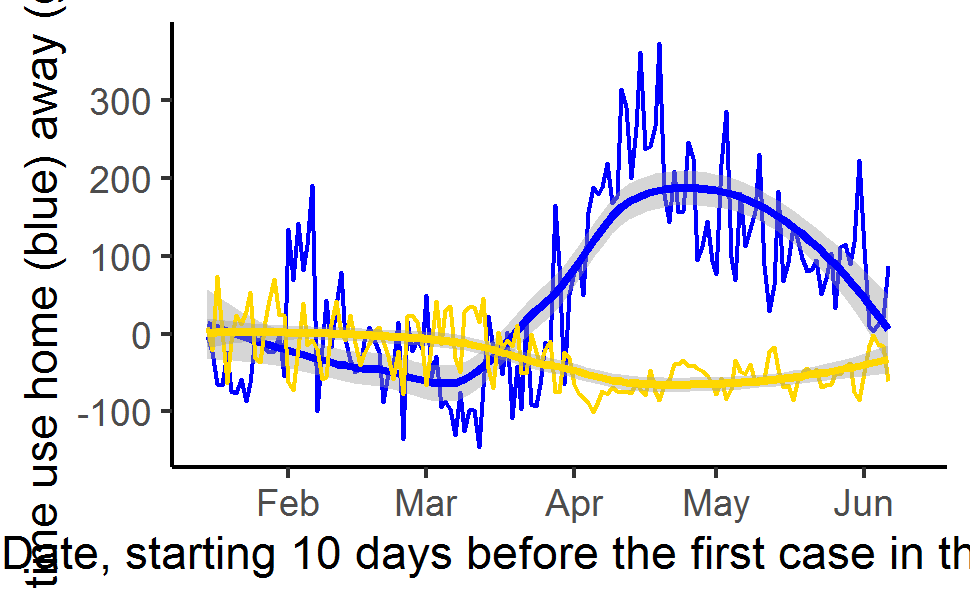 time use home (blue) away (
300
200
100
0
-100
Feb Mar Apr May Jun
Date, starting 10 days before the first case in th